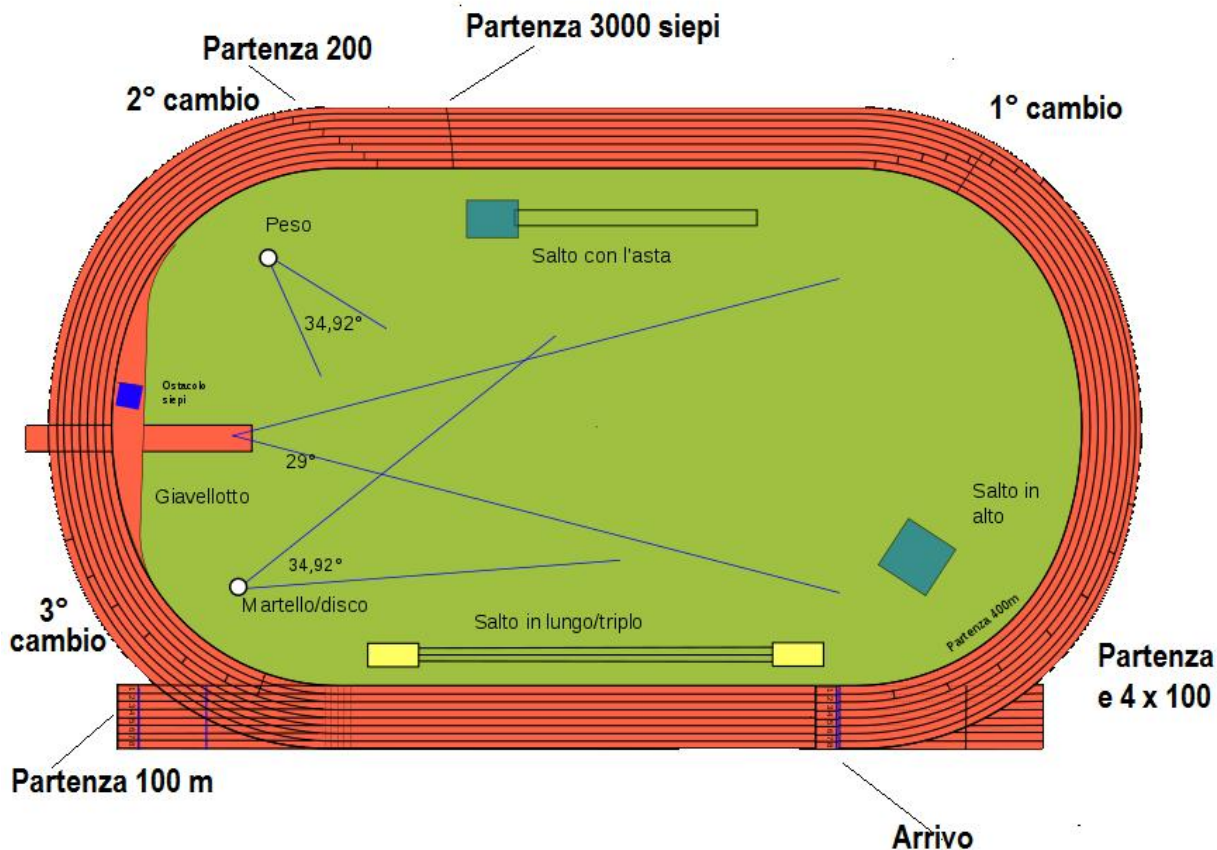 Partenza 3000 siepi
Partenza 200
2° cambio
1° cambio
Peso
Salto con l'asta
34,92°
Ostacolo
siepi
29°
Giavellotto
Salto in
alto
34,92°
Martello/disco
3°
cambio
Salto in lungo/triplo
Partenza 400m
Partenza
e 4 x 100
Partenza 100 m
Arrivo